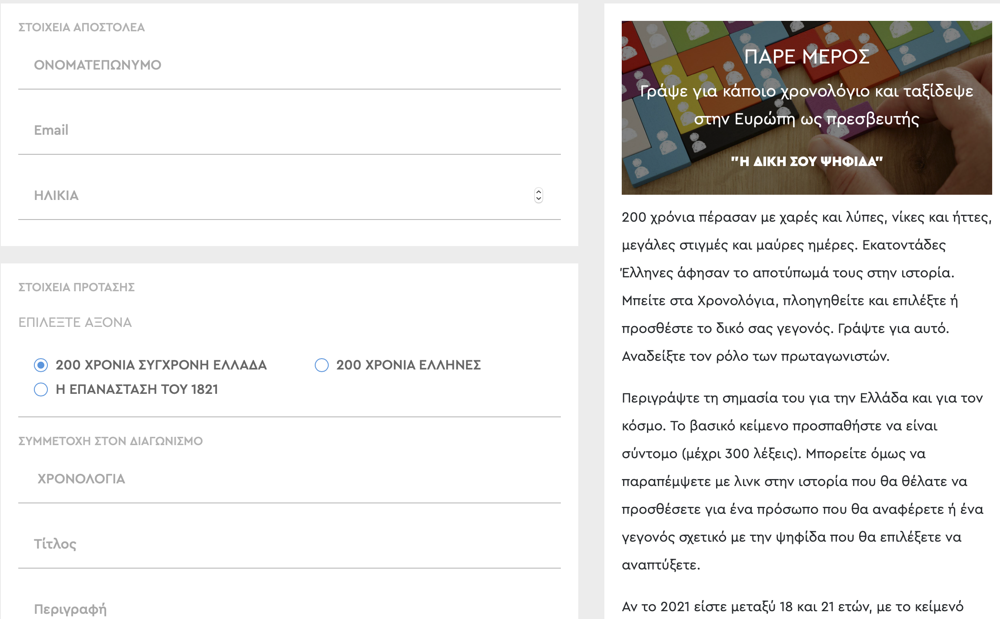 ΣΤΟΙΧΕΙΑ ΑΠΟΣΤΟΛΕΑ
ΟΝΟΜΑΤΕΠΩΝΥΜΟ
Email
ΗΛΙΚΙΑ
ΣΤΟΙΧΕΙΑ ΠΡΟΤΑΣΗΣ
ΕΠΙΛΕΞΤΕ ΑΞΟΝΑ
200 ΧΡΟΝΙΑ ΣΥΓΧΡΟΝΗ ΕΛΛΑΔΑ
200 ΧΡΟΝΙΑ ΕΛΛΗΝΕΣ
Η ΕΠΑΝΑΣΤΑΣΗ ΤΟΥ 1821
ΣΥΜΜΕΤΟΧΗ ΣΤΟΝ ΔΙΑΓΩΝΙΣΜΟ
ΧΡΟΝΟΛΟΓΙΑ
Τίτλος
Περιγραφή
ΠΑΡΕ ΜΕΡΟΣ
Γράψε για κάποιο χρονολόγιο και ταξίδεψε
στην Ευρώπη ως πρεσβευτής
"Η ΔΙΚΗ ΣΟΥ ΨΗΦΙΔΑ"
200 χρόνια πέρασαν με χαρές και λύπες, νίκες και ήττες,
μεγάλες στιγμές και μαύρες ημέρες. Εκατοντάδες
Έλληνες άφησαν το αποτύπωμά τους στην ιστορία.
Μπείτε στα Χρονολόγια, πλοηγηθείτε και επιλέξτε ή
προσθέστε το δικό σας γεγονός. Γράψτε για αυτό.
Αναδείξτε τον ρόλο των πρωταγωνιστών.
Περιγράψτε τη σημασία του για την Ελλάδα και για τον
κόσμο. Το βασικό κείμενο προσπαθήστε να είναι
σύντομο (μέχρι 300 λέξεις). Μπορείτε όμως να
παραπέμψετε με λινκ στην ιστορία που θα θέλατε να
προσθέσετε για ένα πρόσωπο που θα αναφέρετε ή ένα
γεγονός σχετικό με την ψηφίδα που θα επιλέξετε να
αναπτύξετε.
Αν το 2021 είστε μεταξύ 18 και 21 ετών, με το κείμενό